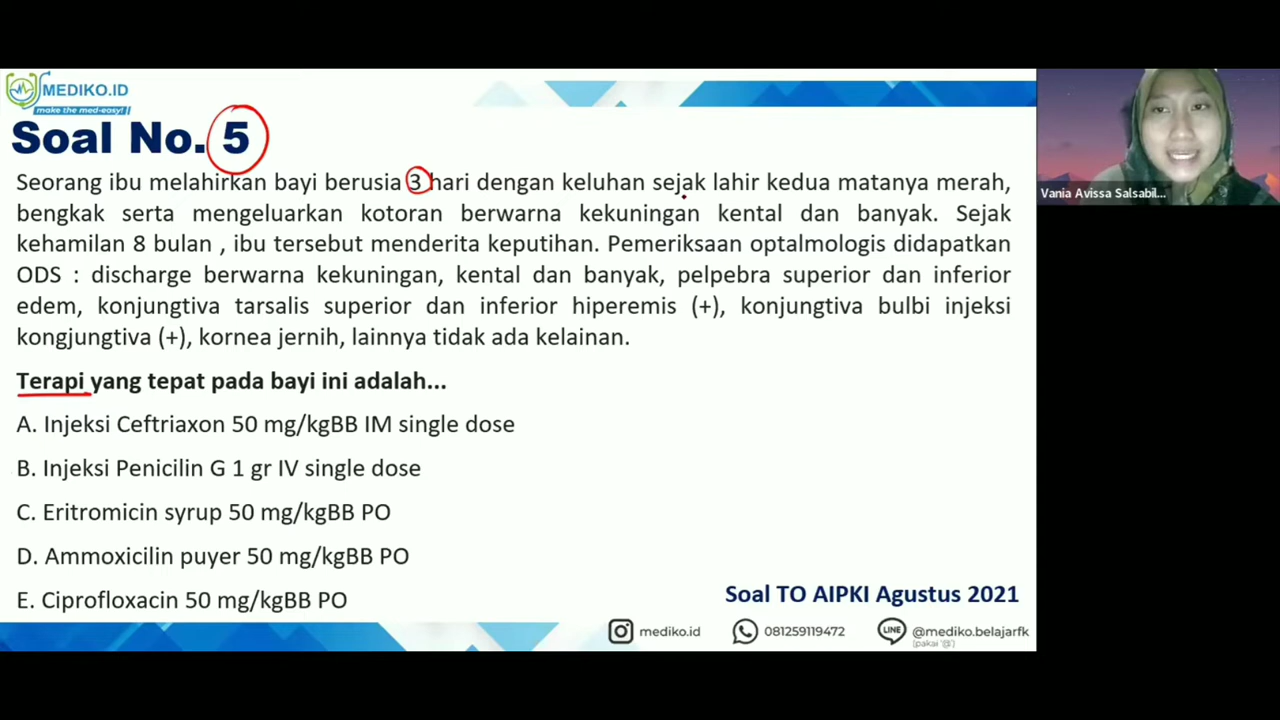 MEDIKO.ID
make the med-easy!
Soal No. 5
Seorang ibu melahirkan bayi berusia 3 hari dengan keluhan sejak lahir kedua matanya merah,
bengkak serta mengeluarkan kotoran berwarna kekuningan kental dan banyak. Sejak
kehamilan 8 bulan , ibu tersebut menderita keputihan. Pemeriksaan optalmologis didapatkan
ODS : discharge berwarna kekuningan, kental dan banyak, pelpebra superior dan inferior
edem, konjungtiva tarsalis superior dan inferior hiperemis (+), konjungtiva bulbi injeksi
kongjungtiva (+), kornea jernih, lainnya tidak ada kelainan.
Terapi yang tepat pada bayi ini adalah...
A. Injeksi Ceftriaxon 50 mg/kgBB IM single dose
B. Injeksi Penicilin G 1 gr IV single dose
C. Eritromicin syrup 50 mg/kgBB PO
D. Ammoxicilin puyer 50 mg/kgBB PO
E. Ciprofloxacin 50 mg/kgBB PO
Soal TO AIPKI Agustus 2021
mediko.id
081259119472
LINE
@mediko.belajarfk
(pakai '@')
Vania Avissa Salsabil...